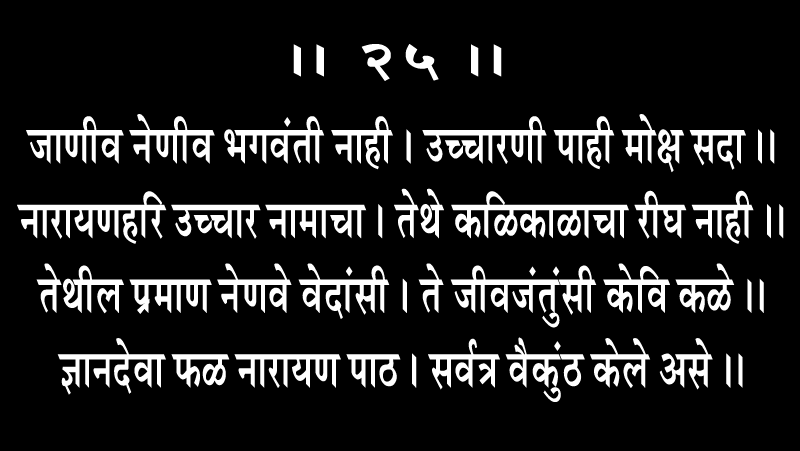 ।। २५ ।।
जाणीव नेणीव भगवंती नाही । उच्चारणी पाही मोक्ष सदा ।।
नारायणहरि उच्चार नामाचा । तेथे कळिकाळाचा रीघ नाही ।।
तेथील प्रमाण नेणवे वेदांसी । ते जीवजंतुंसी केवि कळे ।।
ज्ञानदेवा फळ नारायण पाठ । सर्वत्र वैकुंठ केले असे ।।